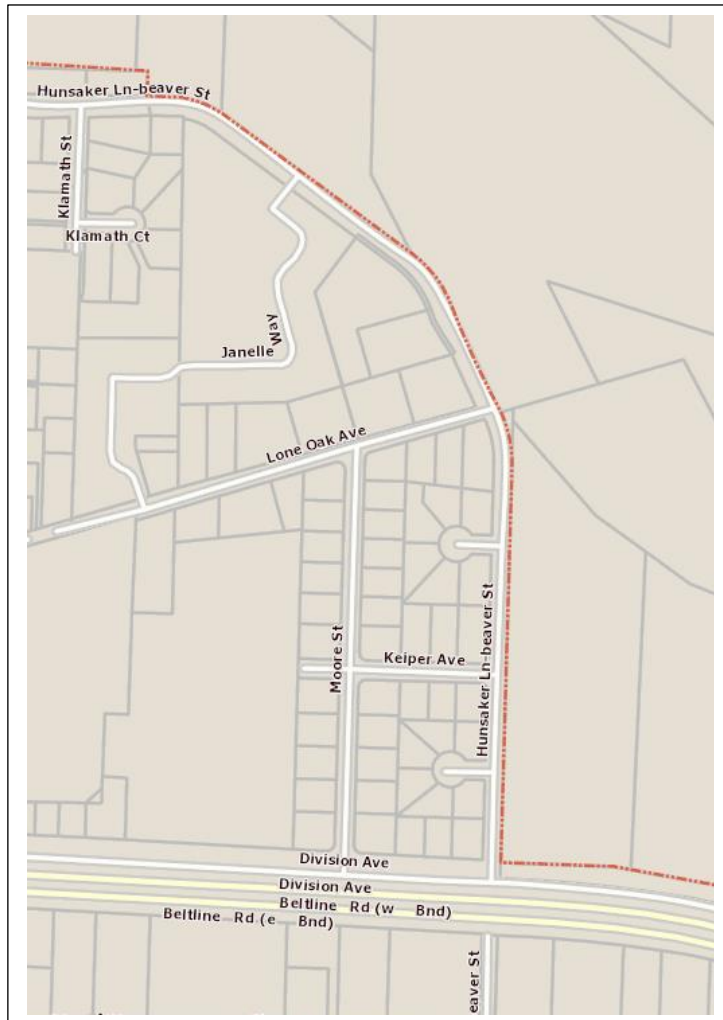 Hunsaker Ln-beaver St
Klamath St
Klamath Ct
Janelle Way
Lone Oak Ave
Moore St
Keiper Ave
Hunsaker Ln-beaver St
Division Ave
Division Ave
Beltline Rd (w Bnd)
Beltline Rd (e Bnd)
eaver St